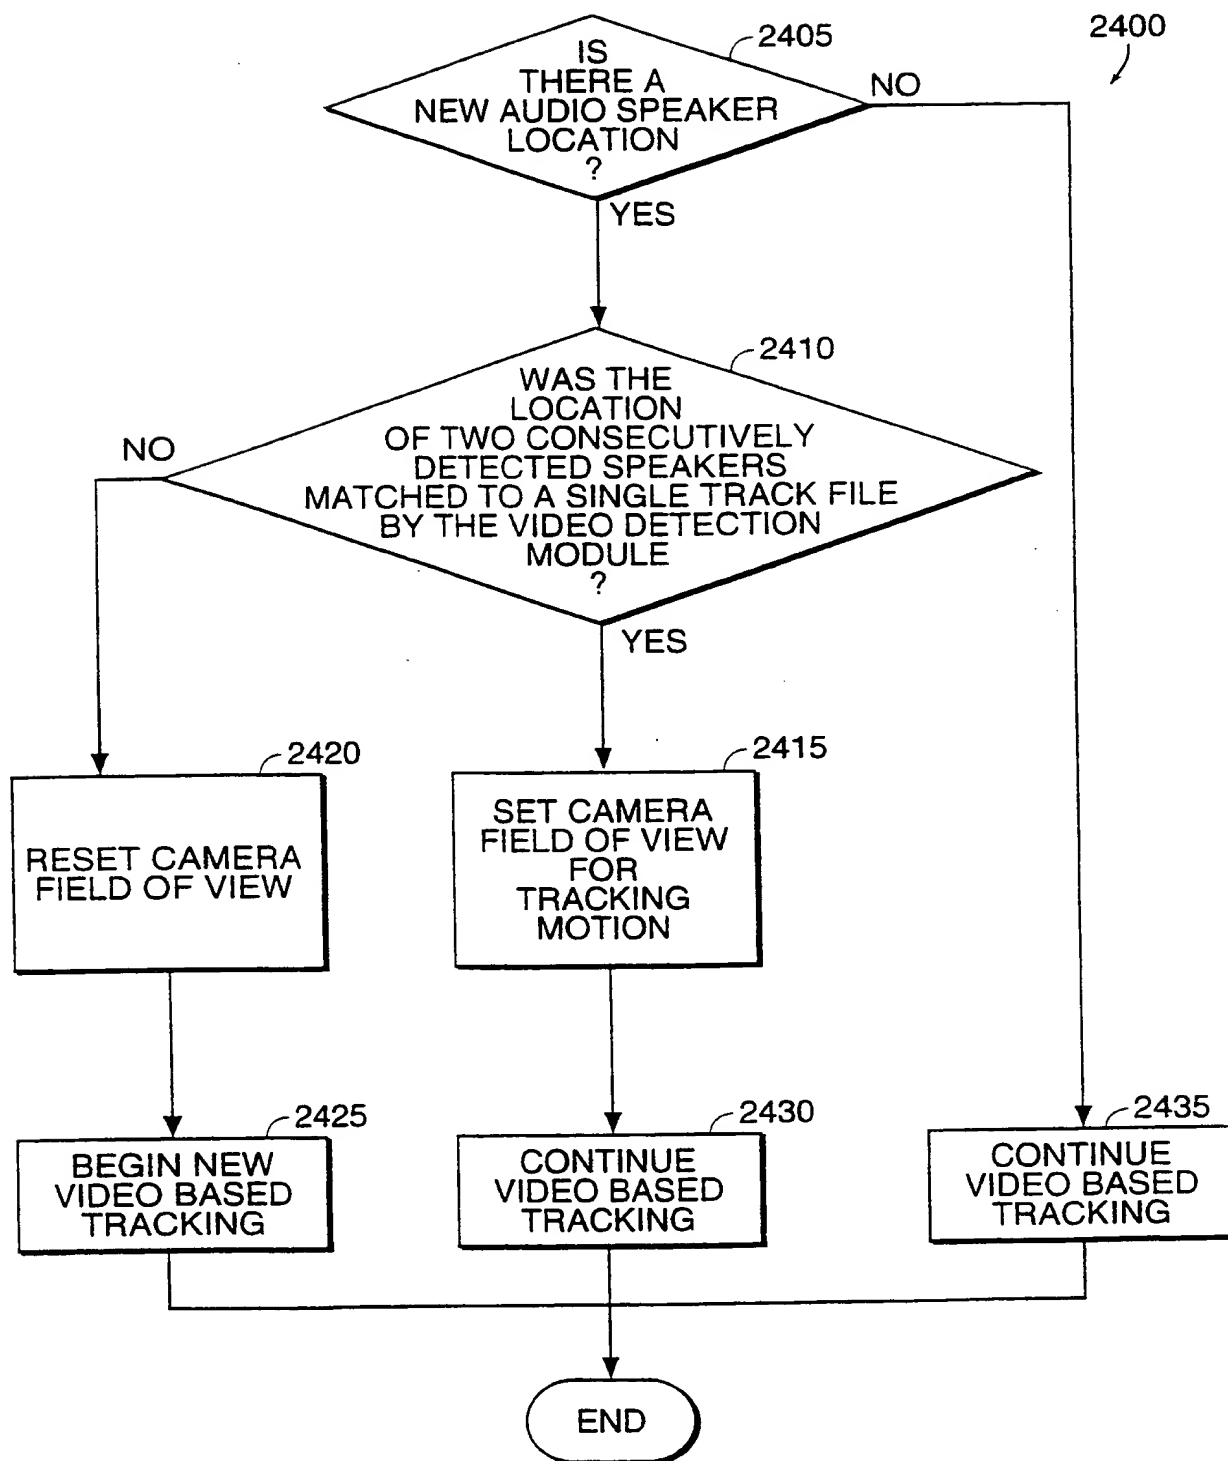 2400
2405
IS
THERE A
NEW AUDIO SPEAKER
LOCATION
?
NO
YES
2410
WAS THE
LOCATION
OF TWO CONSECUTIVELY
DETECTED SPEAKERS
MATCHED TO A SINGLE TRACK FILE
BY THE VIDEO DETECTION
MODULE
?
NO
YES
2420
RESET CAMERA
FIELD OF VIEW
2415
SET CAMERA
FIELD OF VIEW
FOR
TRACKING
MOTION
2425
BEGIN NEW
VIDEO BASED
TRACKING
2430
CONTINUE
VIDEO BASED
TRACKING
2435
CONTINUE
VIDEO BASED
TRACKING
END